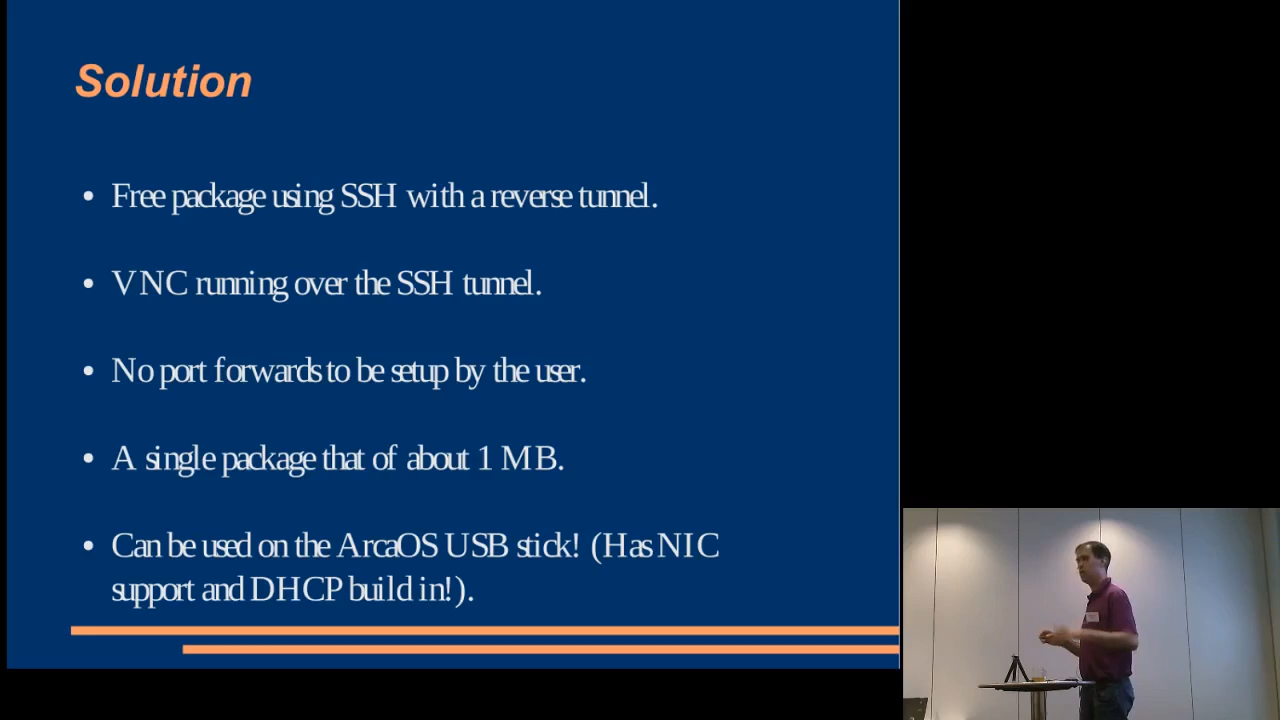 Solution
• Free package using SSH with a reverse tunnel.
• VNC running over the SSH tunnel.
• No port forwards to be setup by the user.
• A single package that of about 1 MB.
• Can be used on the ArcaOS USB stick! (Has NIC
support and DHCP build in!).